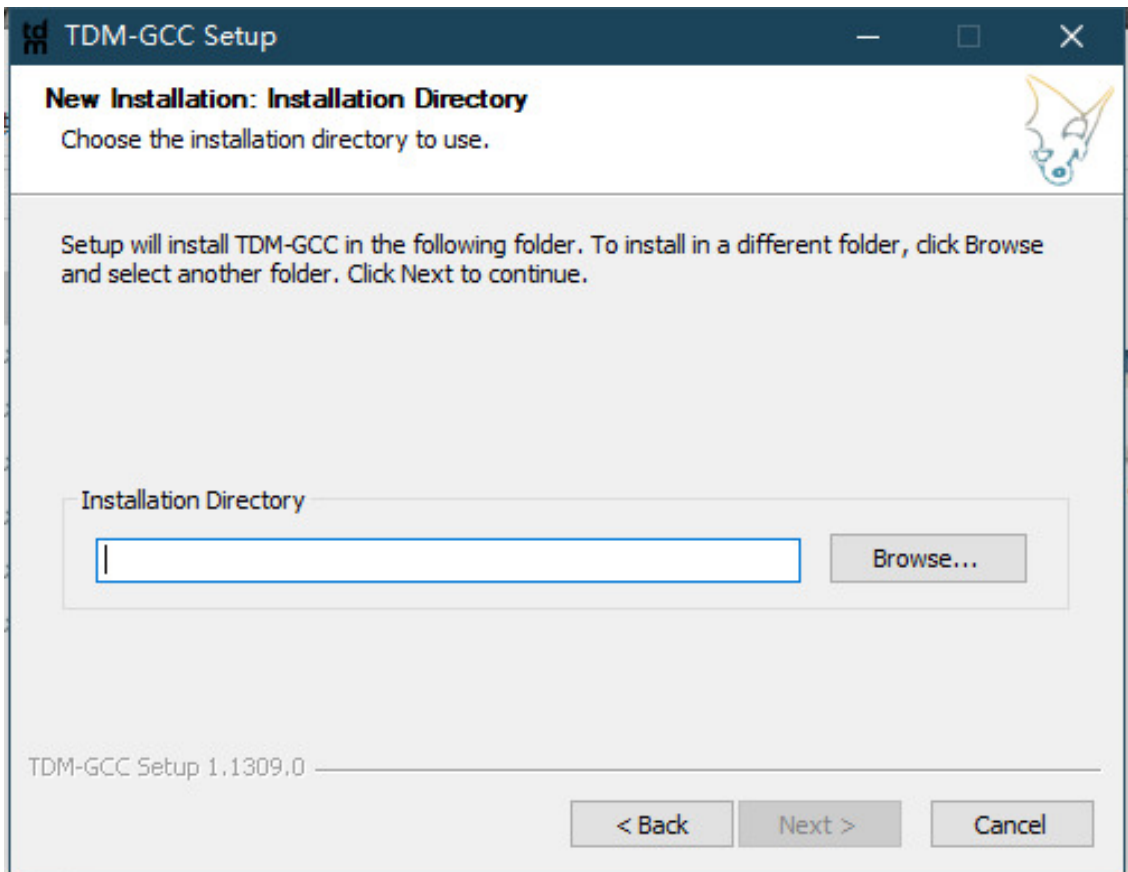 tdm
TDM-GCC Setup
New Installation: Installation Directory
Choose the installation directory to use.
Setup will install TDM-GCC in the following folder. To install in a different folder, click Browse
and select another folder. Click Next to continue.
Installation Directory
Browse...
TDM-GCC Setup 1.1309.0
< Back
Next >
Cancel